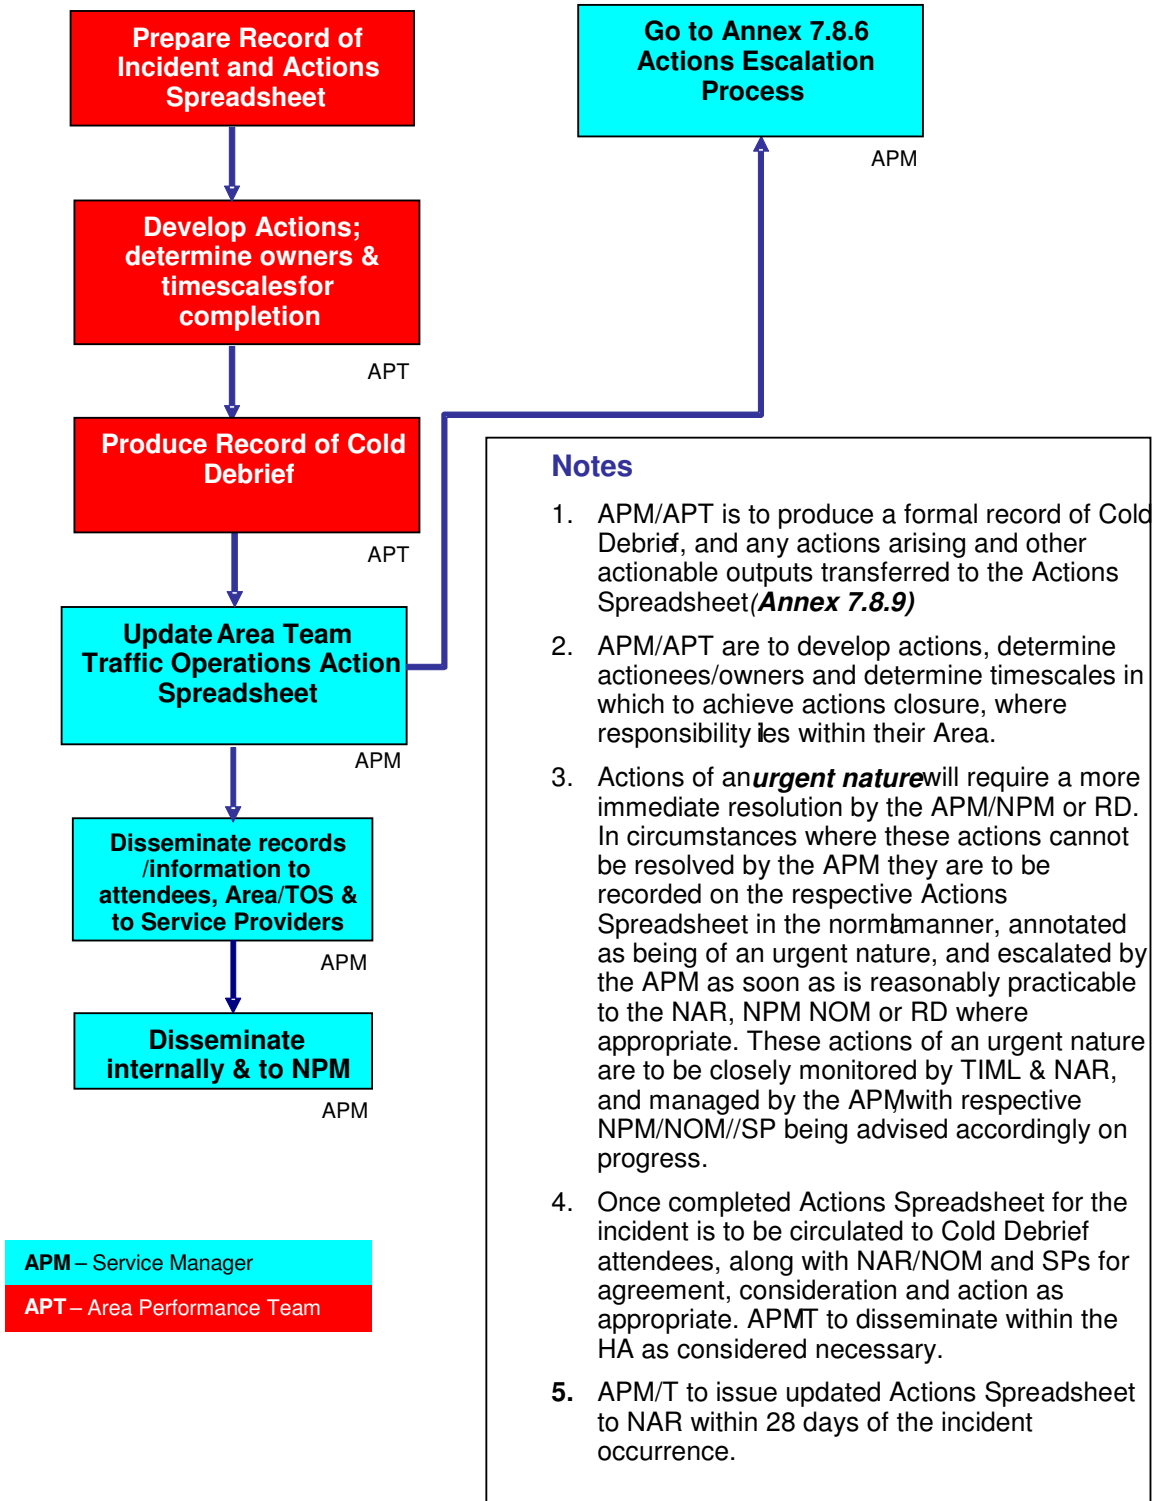 Prepare Record of
Incident and Actions
Spreadsheet
Go to Annex 7.8.6
Actions Escalation
Process
APM
Develop Actions;
determine owners &
timescalesfor
completion
APT
Produce Record of Cold
Debrief
APT
Update Area Team
Traffic Operations Action
Spreadsheet
APM
Disseminate records
/information to
attendees, Area/TOS &
to Service Providers
APM
Disseminate
internally & to NPM
APM
APM – Service Manager
APT – Area Performance Team
Notes
1. APM/APT is to produce a formal record of Cold
Debrief, and any actions arising and other
actionable outputs transferred to the Actions
Spreadsheet(Annex 7.8.9)
2. APM/APT are to develop actions, determine
actionees/owners and determine timescales in
which to achieve actions closure, where
responsibility lies within their Area.
3. Actions of an urgent nature will require a more
immediate resolution by the APM/NPM or RD.
In circumstances where these actions cannot
be resolved by the APM they are to be
recorded on the respective Actions
Spreadsheet in the normal manner, annotated
as being of an urgent nature, and escalated by
the APM as soon as is reasonably practicable
to the NAR, NPM NOM or RD where
appropriate. These actions of an urgent nature
are to be closely monitored by TIML & NAR,
and managed by the APM, with respective
NPM/NOM//SP being advised accordingly on
progress.
4. Once completed Actions Spreadsheet for the
incident is to be circulated to Cold Debrief
attendees, along with NAR/NOM and SPs for
agreement, consideration and action as
appropriate. APM/T to disseminate within the
HA as considered necessary.
5. APM/T to issue updated Actions Spreadsheet
to NAR within 28 days of the incident
occurrence.